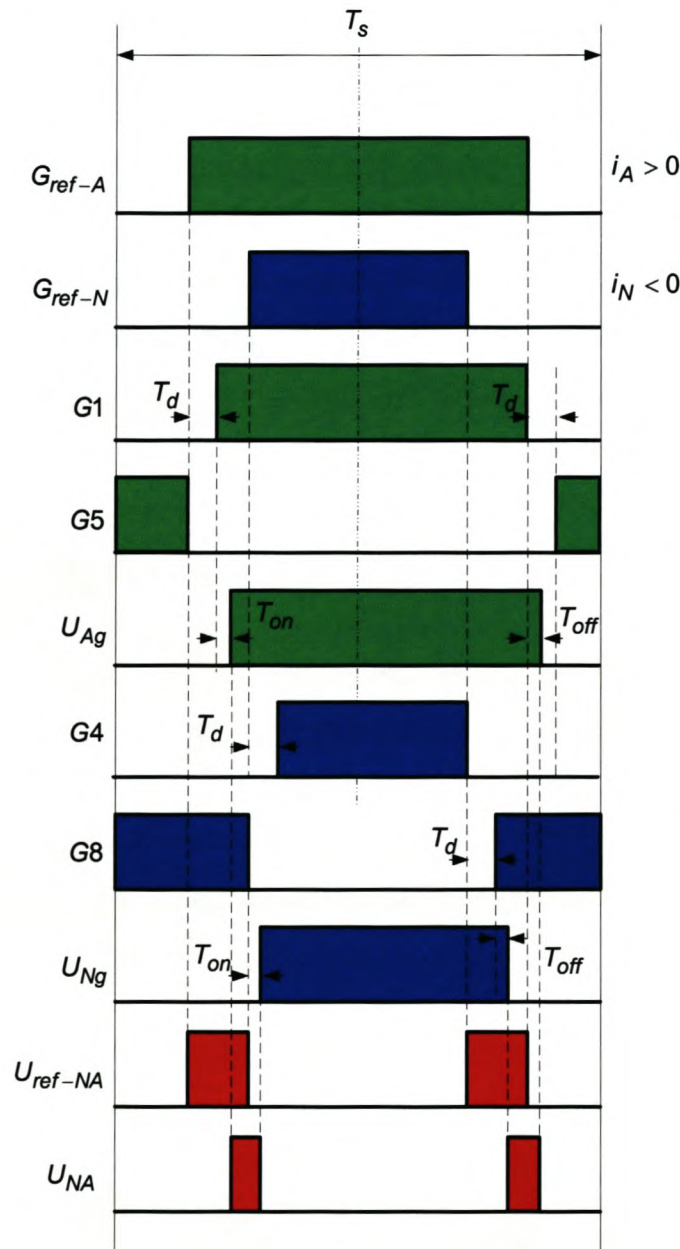 T_s
G_ref-A
i_A > 0
G_ref-N
i_N < 0
G1
T_d
T_d
G5
U_Ag
T_on
T_off
G4
T_d
G8
T_d
U_Ng
T_on
T_off
U_ref-NA
U_NA